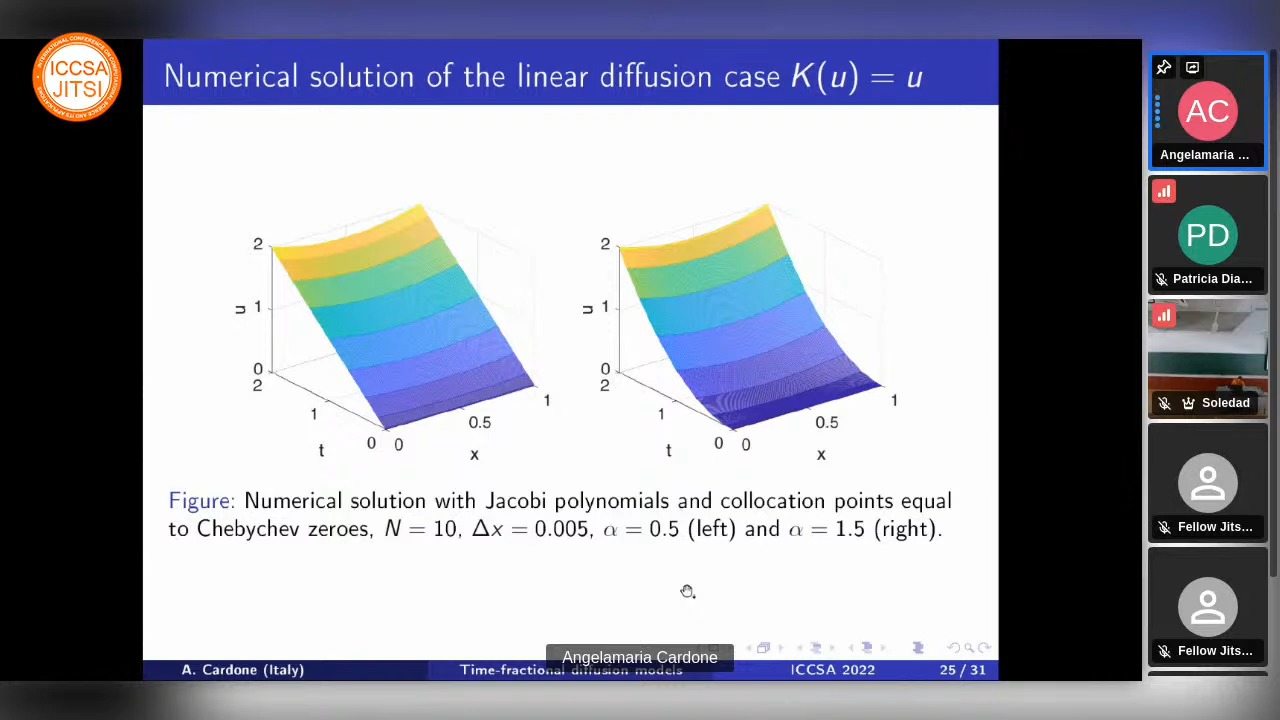 ICCSA
JITSI
Numerical solution of the linear diffusion case K(u) = u
2
1
0
u
2
1
0
t
0
0.5
1
x
2
1
0
u
2
1
0
t
0
0.5
1
x
Figure: Numerical solution with Jacobi polynomials and collocation points equal
to Chebychev zeroes, N = 10, Δx = 0.005, α = 0.5 (left) and α = 1.5 (right).
Angelamaria Cardone
A. Cardone (Italy)
Time-fractional diffusion models
ICCSA 2022
25 / 31
AC
Angelamaria ...
PD
Patricia Dia...
Soledad
Fellow Jits...
Fellow Jits...